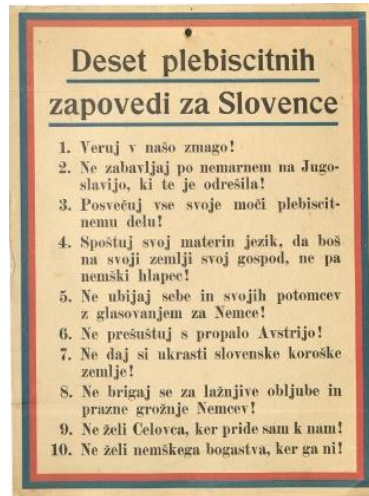 Deset plebiscitnih
zapovedi za Slovence
1. Veruj v našo zmago!
2. Ne zabavljaj po nemarnem na Jugo-
slavijo, ki te je odrešila!
3. Posvečuj vse svoje moči plebiscit-
nemu delu!
4. Spoštuj svoj materin jezik, da boš
na svoji zemlji svoj gospod, ne pa
nemški hlapec!
5. Ne ubijaj sebe in svojih potomcev
z glasovanjem za Nemce!
6. Ne prešuštuj s propalo Avstrijo!
7. Ne daj si ukrasti slovenske koroške
zemlje!
8. Ne brigaj se za lažnjive obljube in
prazne grožnje Nemcev!
9. Ne želi Celovca, ker pride sam k nam!
10. Ne želi nemškega bogastva, ker ga ni!